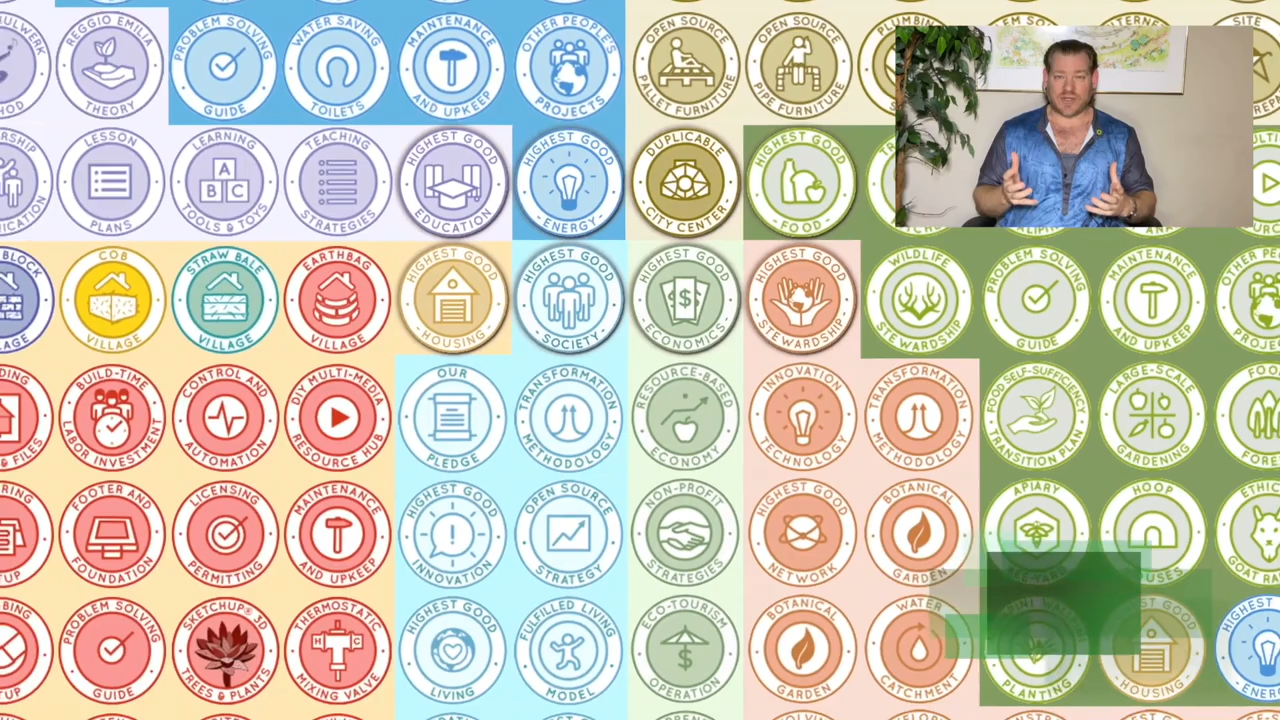 REGGIO EMILIA THEORY
PROBLEM SOLVING GUIDE
WATER SAVING TOILETS
MAINTENANCE AND UPKEEP
OTHER PEOPLE'S PROJECTS
OPEN SOURCE PALLET FURNITURE
OPEN SOURCE PIPE FURNITURE
SITE
LESSON PLANS
LEARNING TOOLS & TOYS
A B C
TEACHING STRATEGIES
HIGHEST GOOD EDUCATION
HIGHEST GOOD ENERGY
DUPLICABLE CITY CENTER
HIGHEST GOOD FOOD
BLOCK
COB VILLAGE
STRAW BALE VILLAGE
EARTHBAG VILLAGE
HIGHEST GOOD HOUSING
HIGHEST GOOD SOCIETY
HIGHEST GOOD ECONOMICS
HIGHEST GOOD STEWARDSHIP
WILDLIFE STEWARDSHIP
PROBLEM SOLVING GUIDE
MAINTENANCE AND UPKEEP
OTHER
& FILES
BUILD-TIME LABOR INVESTMENT
CONTROL AND AUTOMATION
DIY MULTI-MEDIA RESOURCE HUB
OUR PLEDGE
TRANSFORMATION METHODOLOGY
RESOURCE-BASED ECONOMY
INNOVATION TECHNOLOGY
TRANSFORMATION METHODOLOGY
FOOD SELF-SUFFICIENCY TRANSITION PLAN
LARGE-SCALE GARDENING
FOOD
FOOTER AND FOUNDATION
LICENSING PERMITTING
MAINTENANCE AND UPKEEP
HIGHEST GOOD INNOVATION
OPEN SOURCE STRATEGY
NON-PROFIT STRATEGIES
HIGHEST GOOD NETWORK
BOTANICAL GARDEN
APIARY
HOOP
GOAT
PROBLEM SOLVING GUIDE
SKETCHUP® 3D TREES & PLANTS
THERMOSTATIC MIXING VALVE
H C
HIGHEST GOOD LIVING
FULFILLED LIVING MODEL
ECO-TOURISM OPERATION
BOTANICAL GARDEN
WATER CATCHMENT
PLANTING
HOUSING